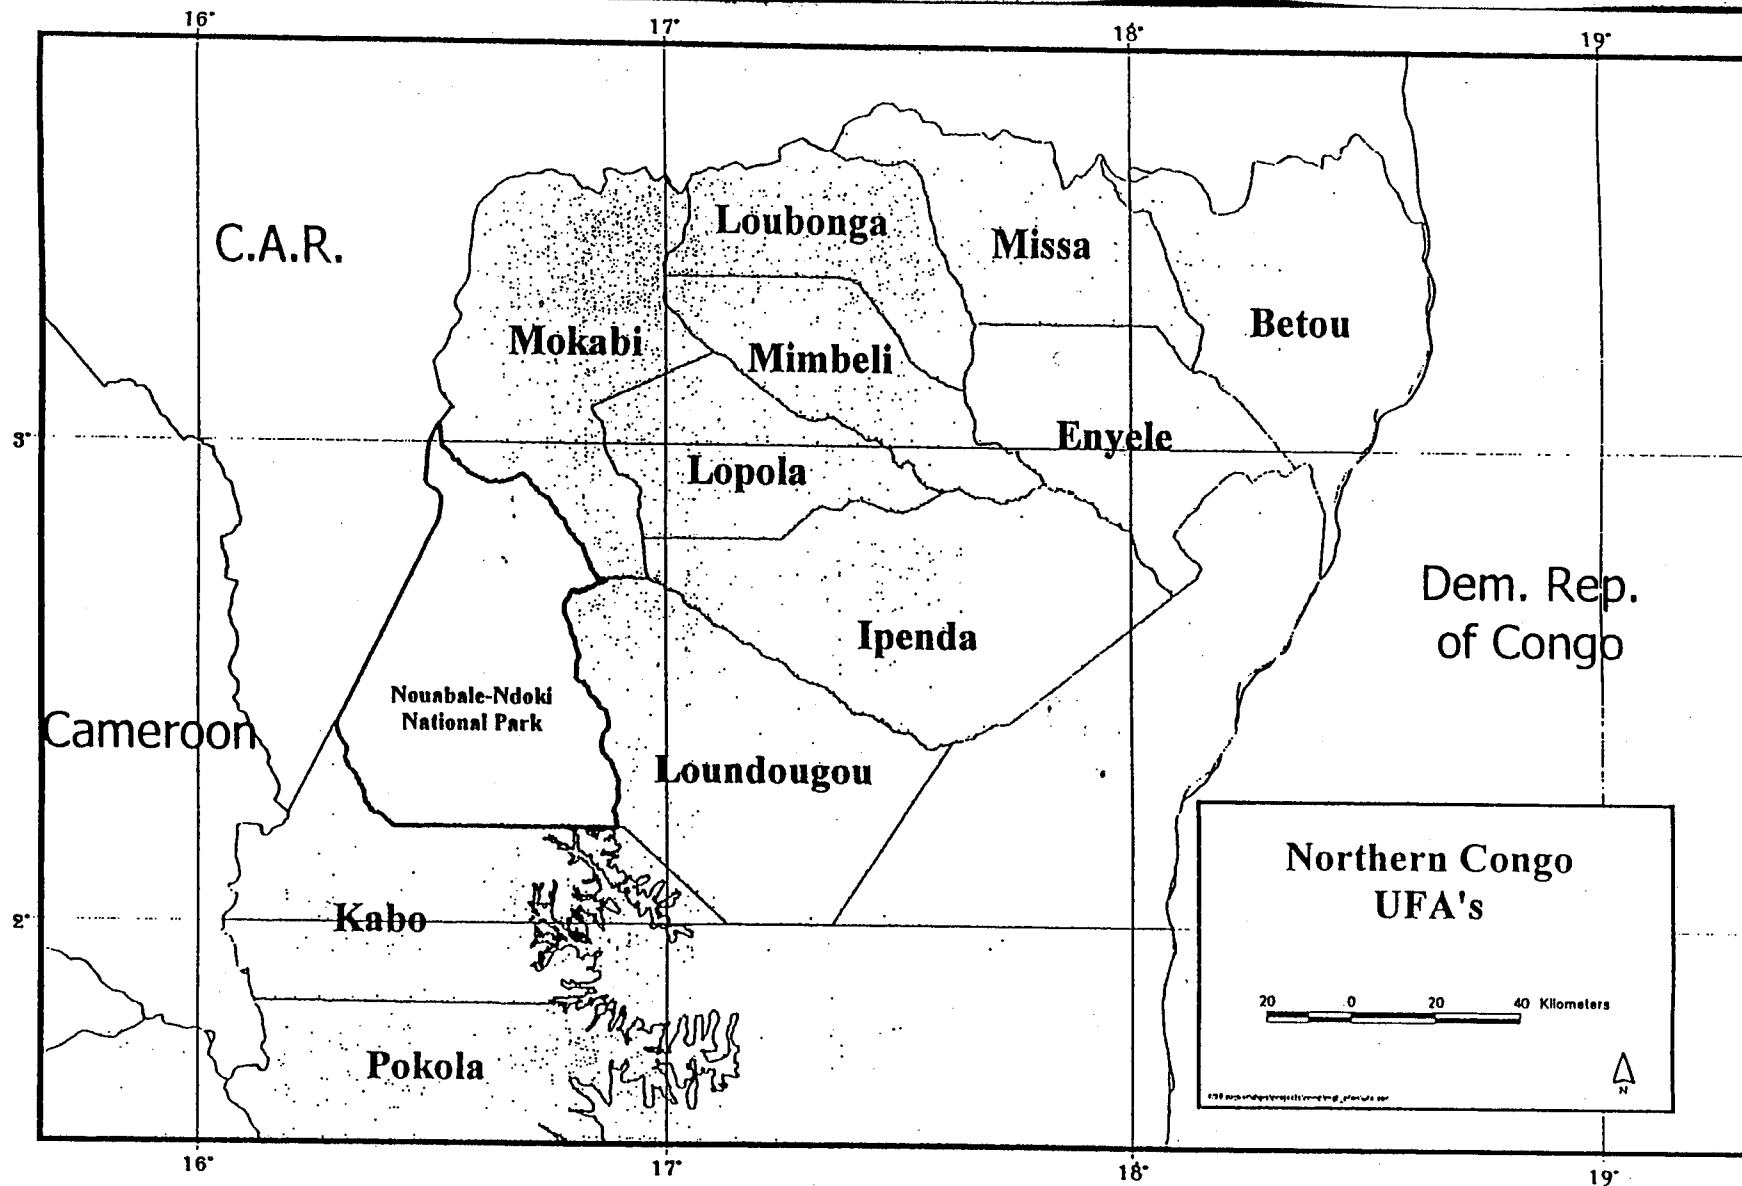 16°
17°
18°
19°
C.A.R.
Loubonga
Missa
Betou
Mokabi
Mimbeli
3°
Enyele
Lopola
Dem. Rep.
of Congo
Ipenda
Nouabale-Ndoki
National Park
Cameroon
Loundougou
Northern Congo
UFA's
2°
Kabo
20 0 20 40 Kilometers
Pokola
N
16°
17°
18°
19°